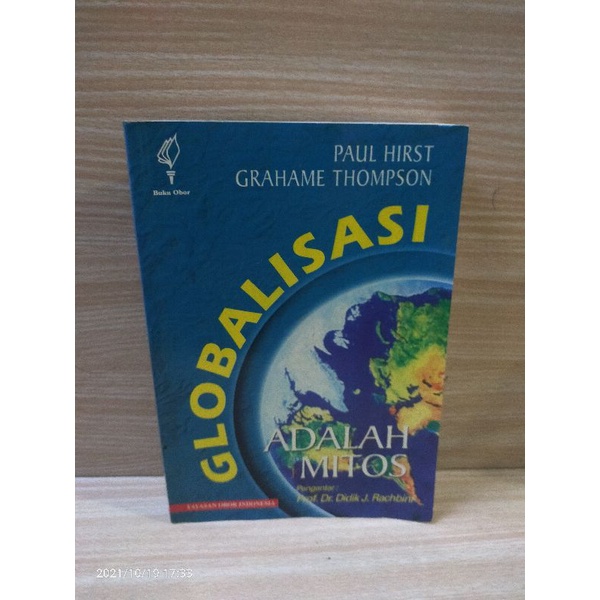 PAUL HIRST
GRAHAME THOMPSON
Buku Obor
GLOBALISASI
ADALAH
MITOS
Pengantar :
Prof. Dr. Didik J. Rachbini
YAYASAN OBOR INDONESIA
2021/10/10 17:33